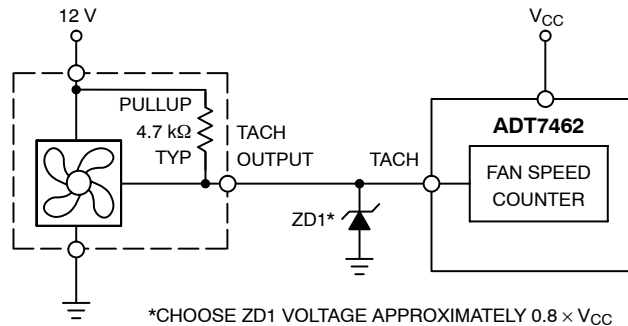 12 V
VCC
PULLUP
4.7 kΩ
TYP
TACH
OUTPUT
TACH
ADT7462
FAN SPEED
COUNTER
ZD1*
*CHOOSE ZD1 VOLTAGE APPROXIMATELY 0.8 × VCC